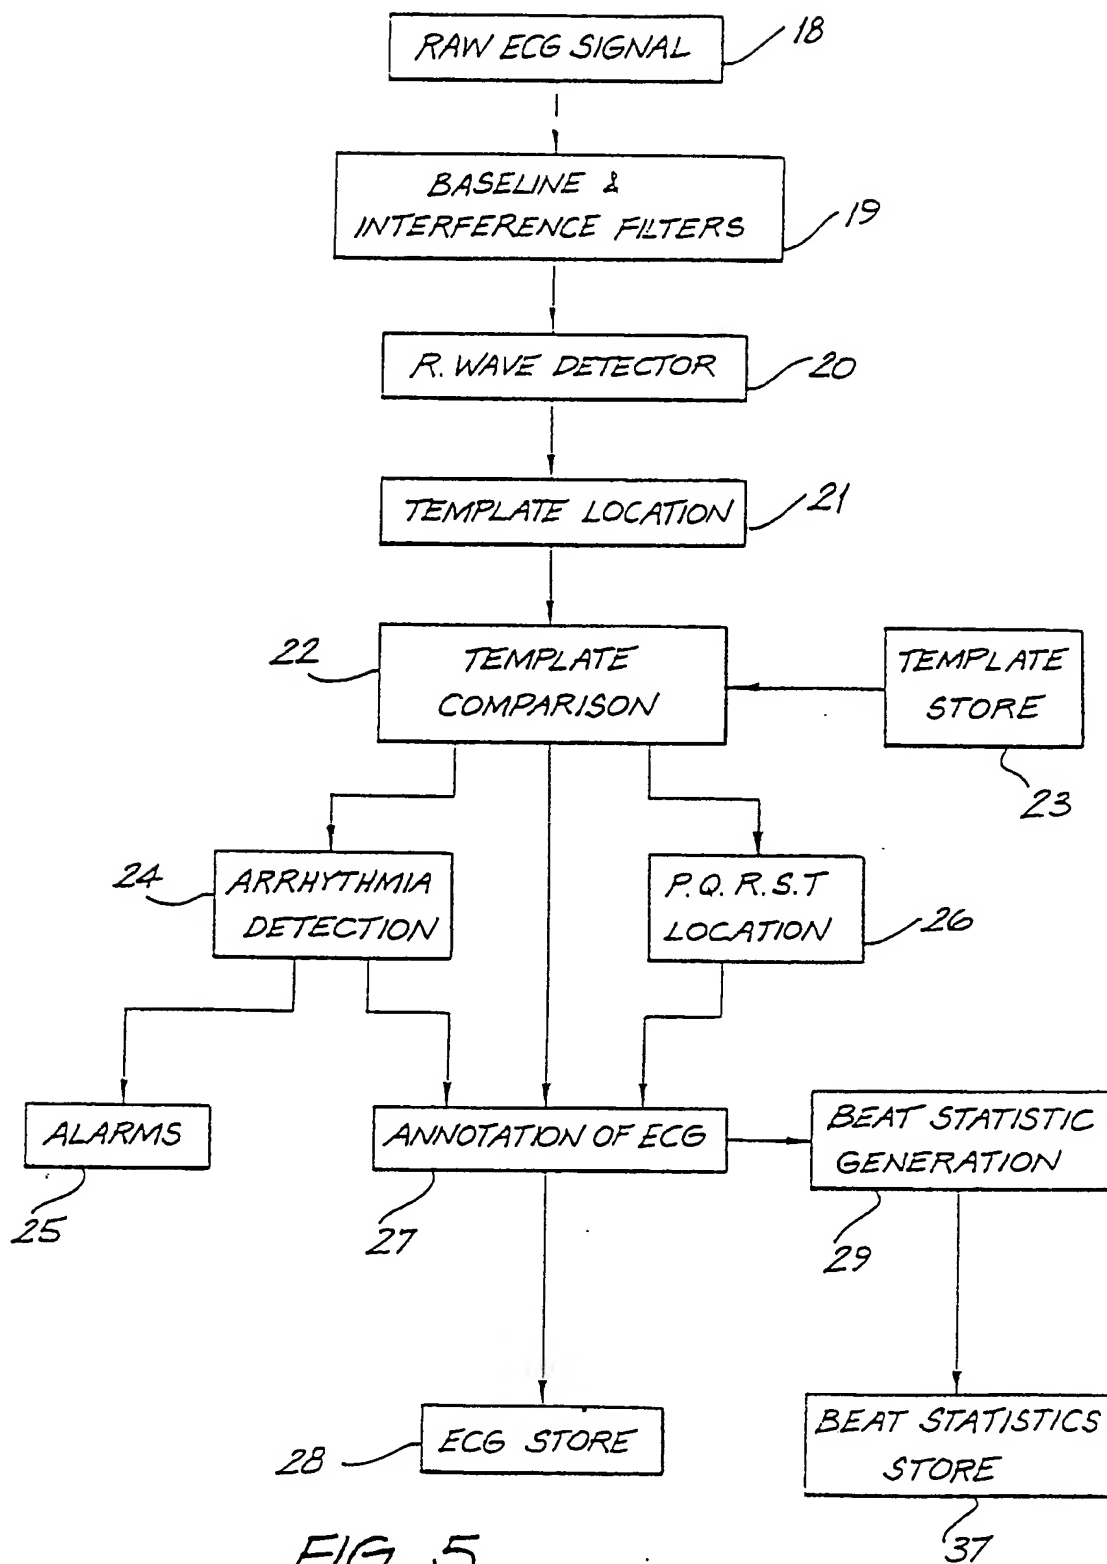 RAW ECG SIGNAL
18
BASELINE &
INTERFERENCE FILTERS
19
R. WAVE DETECTOR
20
TEMPLATE LOCATION
21
22
TEMPLATE
COMPARISON
TEMPLATE
STORE
23
24
ARRHYTHMIA
DETECTION
P.Q.R.S.T
LOCATION
26
ALARMS
25
ANNOTATION OF ECG
27
BEAT STATISTIC
GENERATION
29
ECG STORE
28
BEAT STATISTICS
STORE
37
FIG. 5